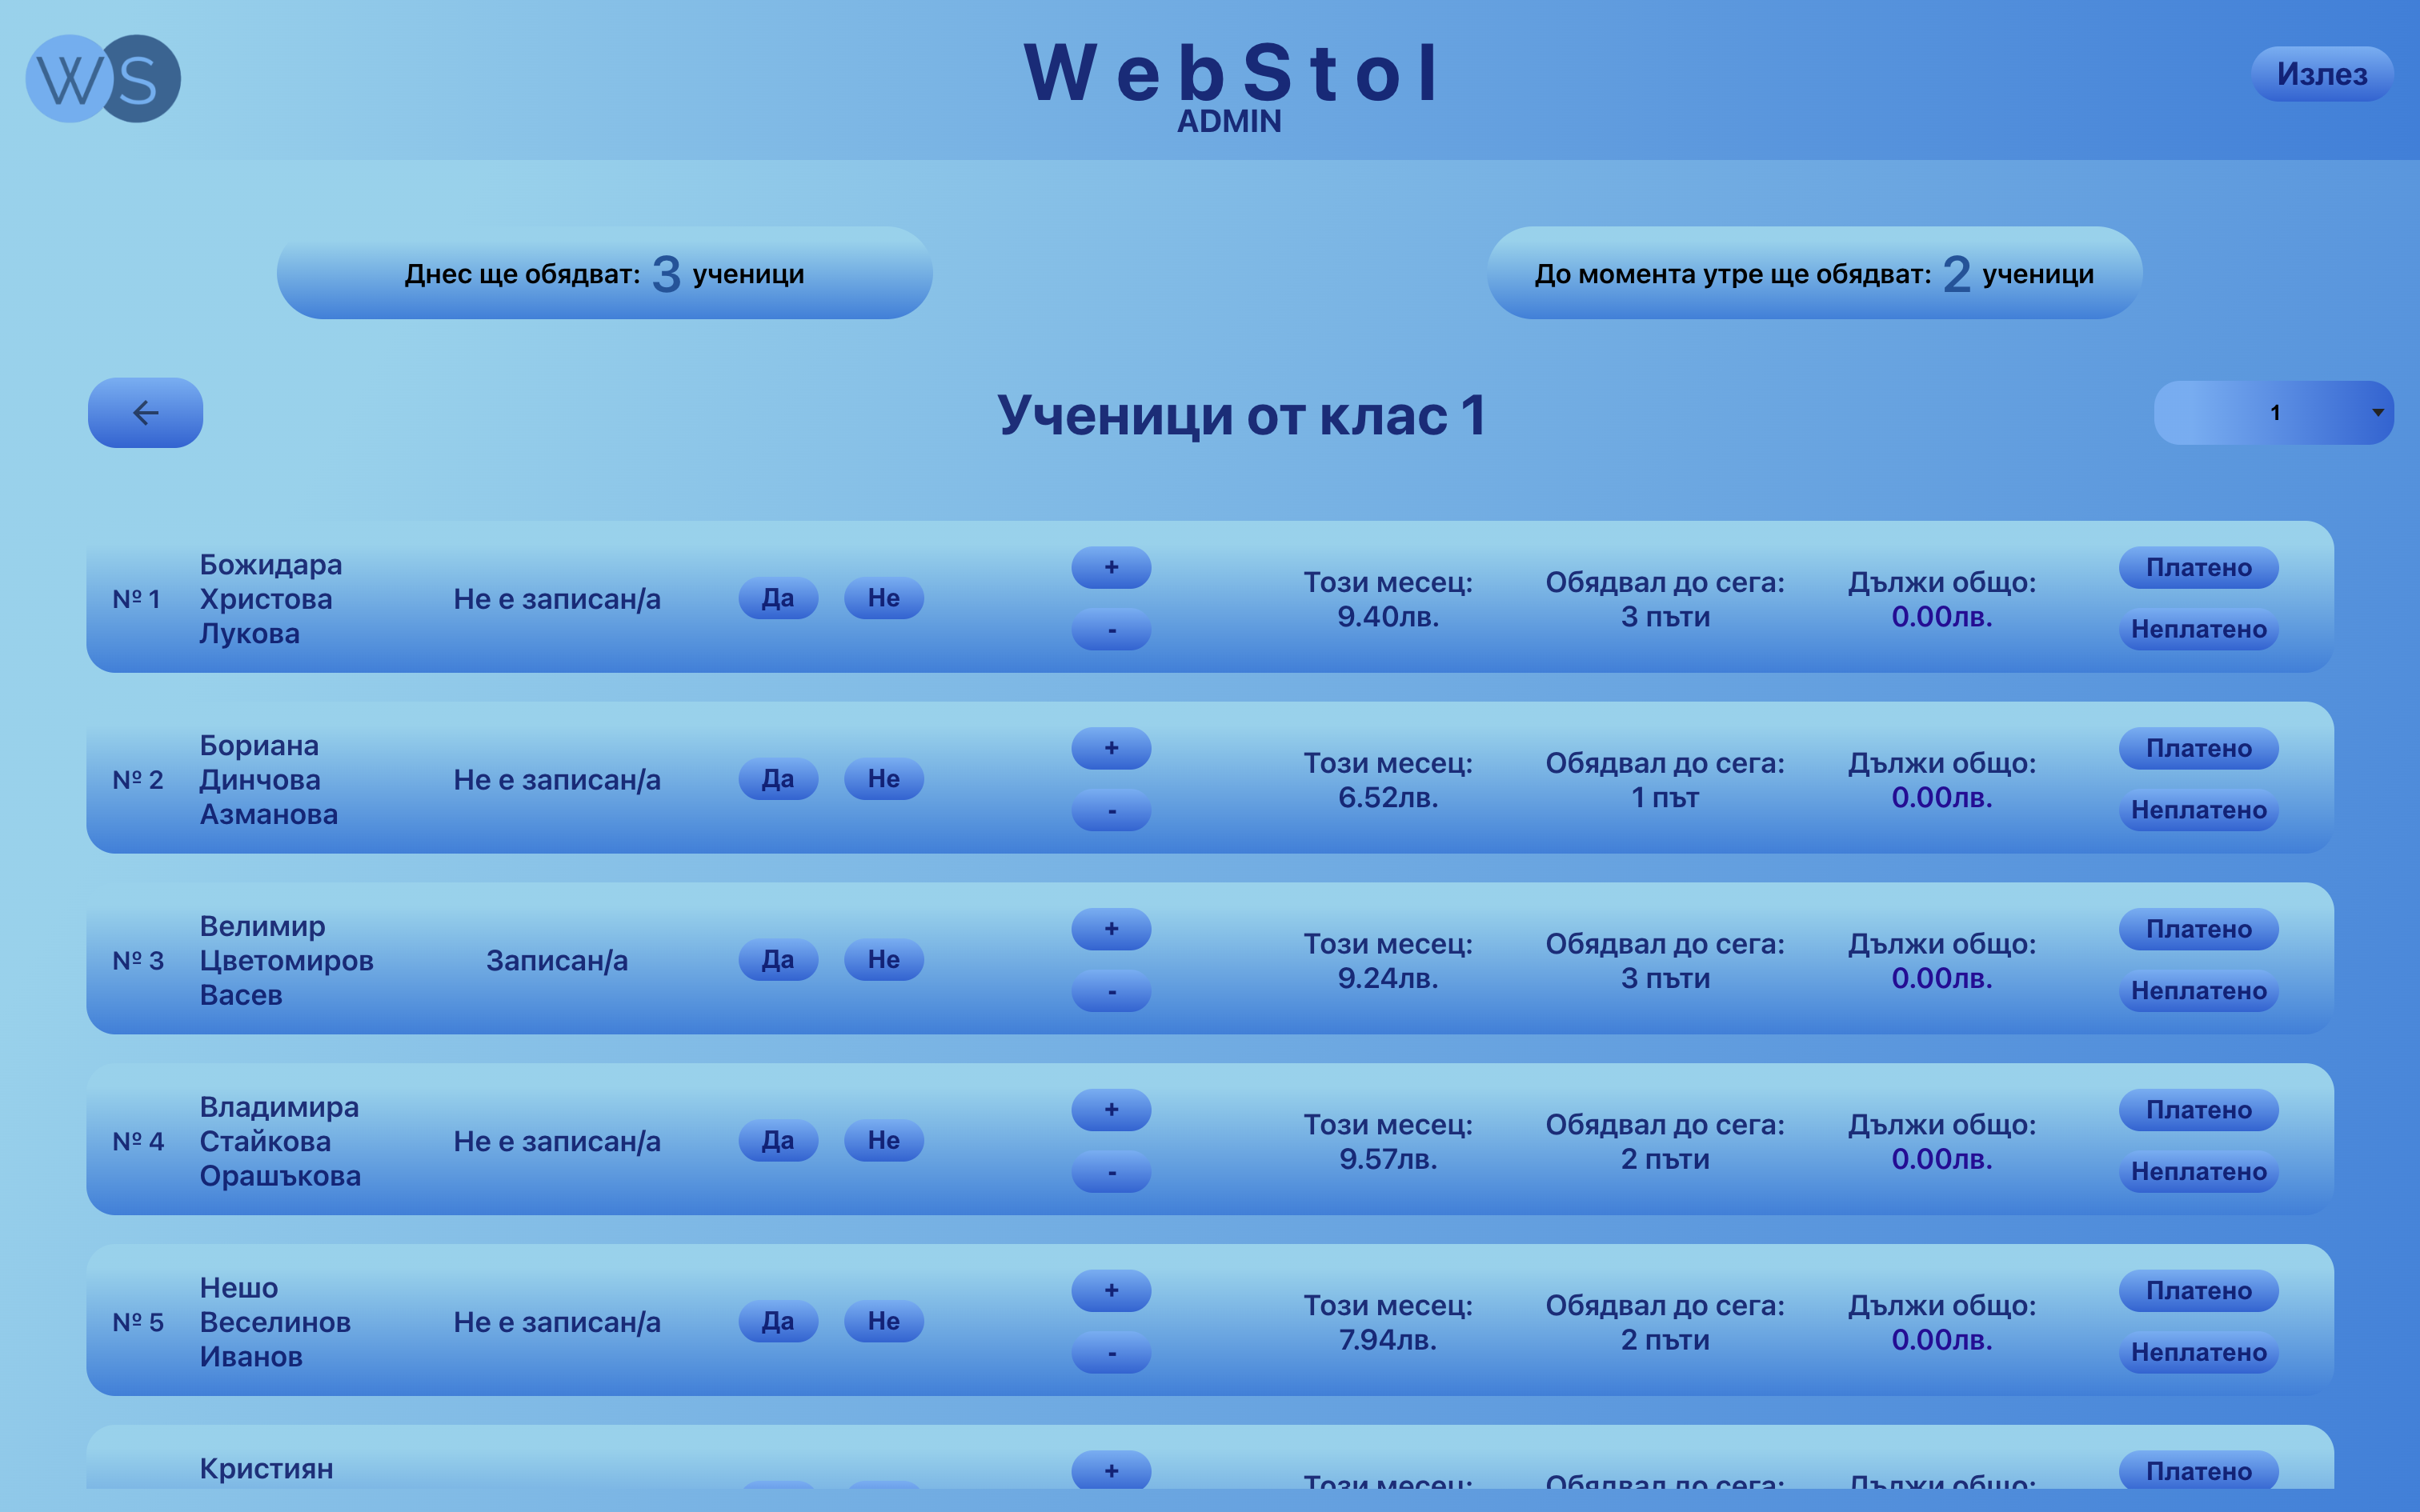 WS
WebStol
ADMIN
Излез
Днес ще обядват: 3 ученици
До момента утре ще обядват: 2 ученици
Ученици от клас 1
1
№ 1
Божидара
Христова
Лукова
Не е записан/а
Да
Не
+
-
Този месец:
9.40лв.
Обядвал до сега:
3 пъти
Дължи общо:
0.00лв.
Платено
Неплатено
№ 2
Бориана
Динчова
Азманова
Не е записан/а
Да
Не
+
-
Този месец:
6.52лв.
Обядвал до сега:
1 път
Дължи общо:
0.00лв.
Платено
Неплатено
№ 3
Велимир
Цветомиров
Васев
Записан/а
Да
Не
+
-
Този месец:
9.24лв.
Обядвал до сега:
3 пъти
Дължи общо:
0.00лв.
Платено
Неплатено
№ 4
Владимира
Стайкова
Орашъкова
Не е записан/а
Да
Не
+
-
Този месец:
9.57лв.
Обядвал до сега:
2 пъти
Дължи общо:
0.00лв.
Платено
Неплатено
№ 5
Нешо
Веселинов
Иванов
Не е записан/а
Да
Не
+
-
Този месец:
7.94лв.
Обядвал до сега:
2 пъти
Дължи общо:
0.00лв.
Платено
Неплатено
Кристиян
+
Този месец:
Обядвал до сега:
Дължи общо:
Платено